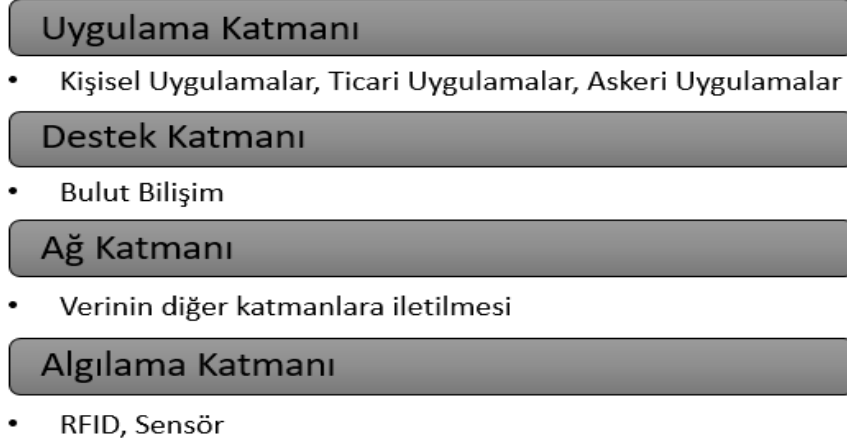 Uygulama Katmanı
• Kişisel Uygulamalar, Ticari Uygulamalar, Askeri Uygulamalar
Destek Katmanı
• Bulut Bilişim
Ağ Katmanı
• Verinin diğer katmanlara iletilmesi
Algılama Katmanı
• RFID, Sensör